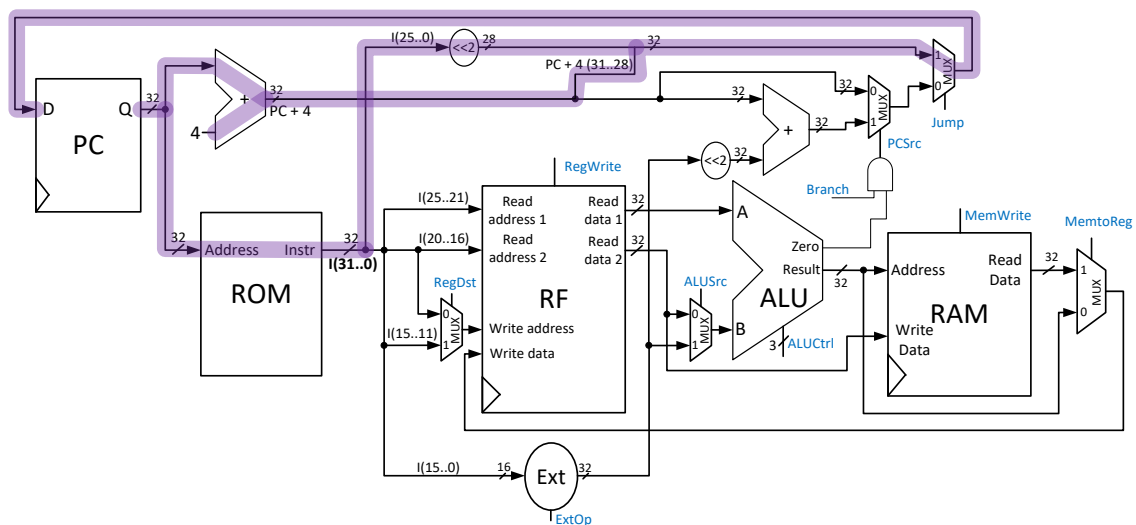 I(25..0)
<<2
28
32
PC + 4 (31..28)
1
MUX
0
Jump
D
Q
32
PC
4
+
32
PC + 4
32
+
32
32
0
MUX
1
PCSrc
<<2
32
Branch
RegWrite
I(25..21)
Read
address 1
Read
data 1
32
I(20..16)
Read
address 2
Read
data 2
32
32
Address
Instr
32
I(31..0)
ROM
RegDst
0
MUX
1
I(15..11)
RF
Write address
Write data
ALUSrc
0
MUX
1
A
B
Zero
Result
32
ALU
3
ALUCtrl
MemWrite
Address
Read
Data
32
RAM
Write
Data
MemtoReg
1
MUX
0
I(15..0)
16
Ext
32
ExtOp